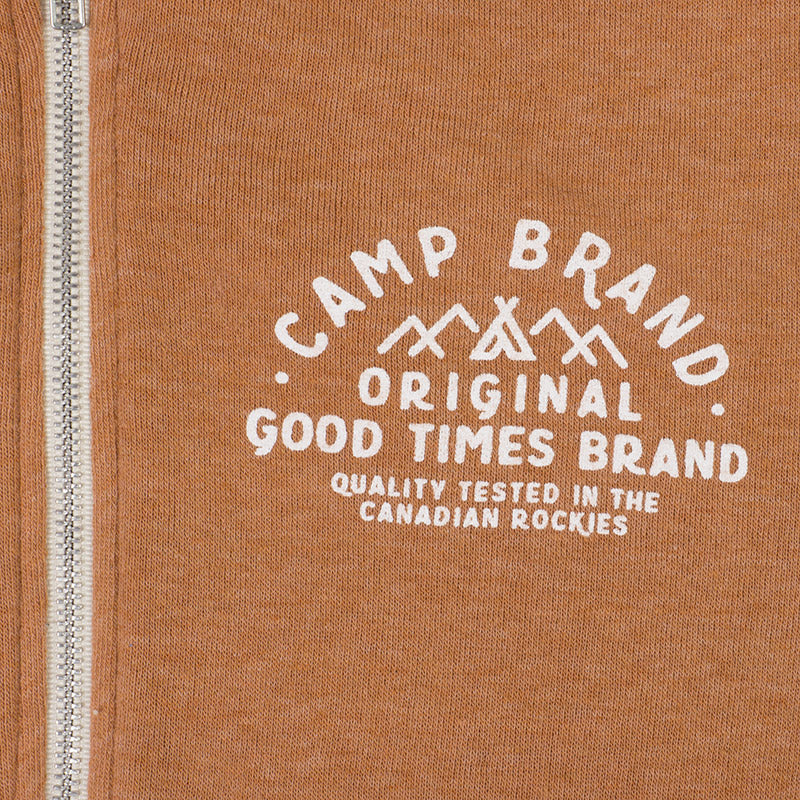 · CAMP BRAND ·
ORIGINAL
GOOD TIMES BRAND
QUALITY TESTED IN THE
CANADIAN ROCKIES